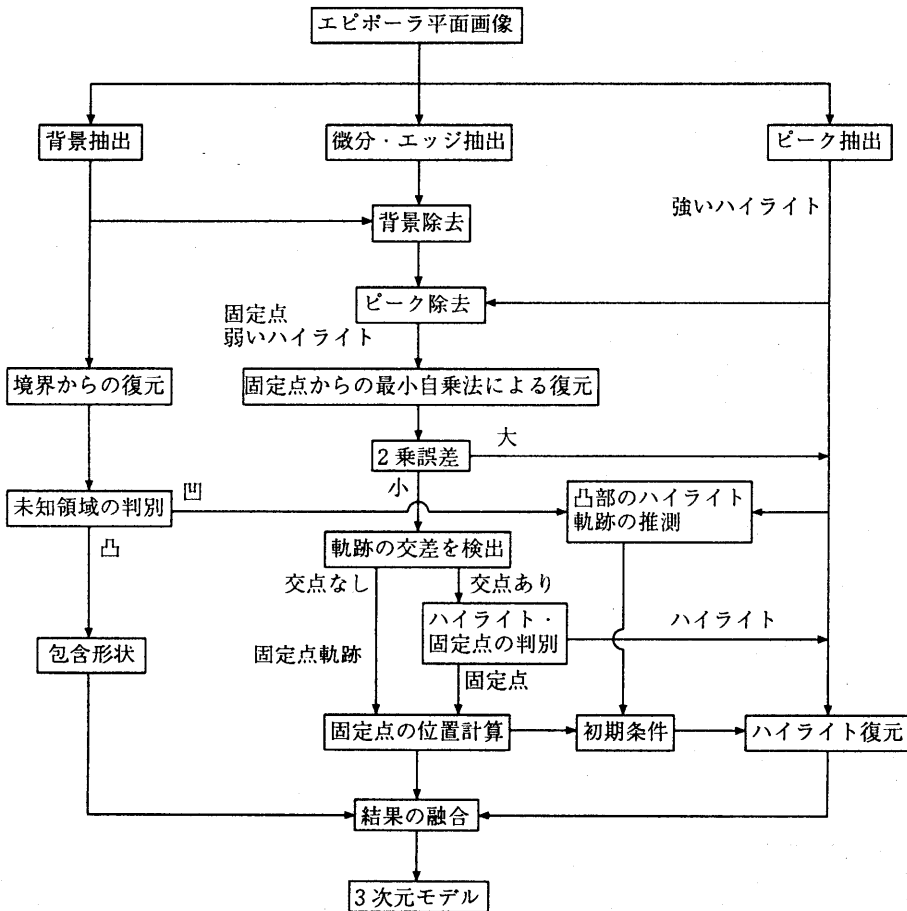 エピポーラ平面画像
背景抽出
微分・エッジ抽出
ピーク抽出
強いハイライト
背景除去
ピーク除去
固定点
弱いハイライト
境界からの復元
固定点からの最小自乗法による復元
大
2乗誤差
小
凹
未知領域の判別
凸部のハイライト
軌跡の推測
凸
軌跡の交差を検出
交点なし
交点あり
ハイライト・
固定点の判別
ハイライト
包含形状
固定点軌跡
固定点
固定点の位置計算
初期条件
ハイライト復元
結果の融合
3次元モデル